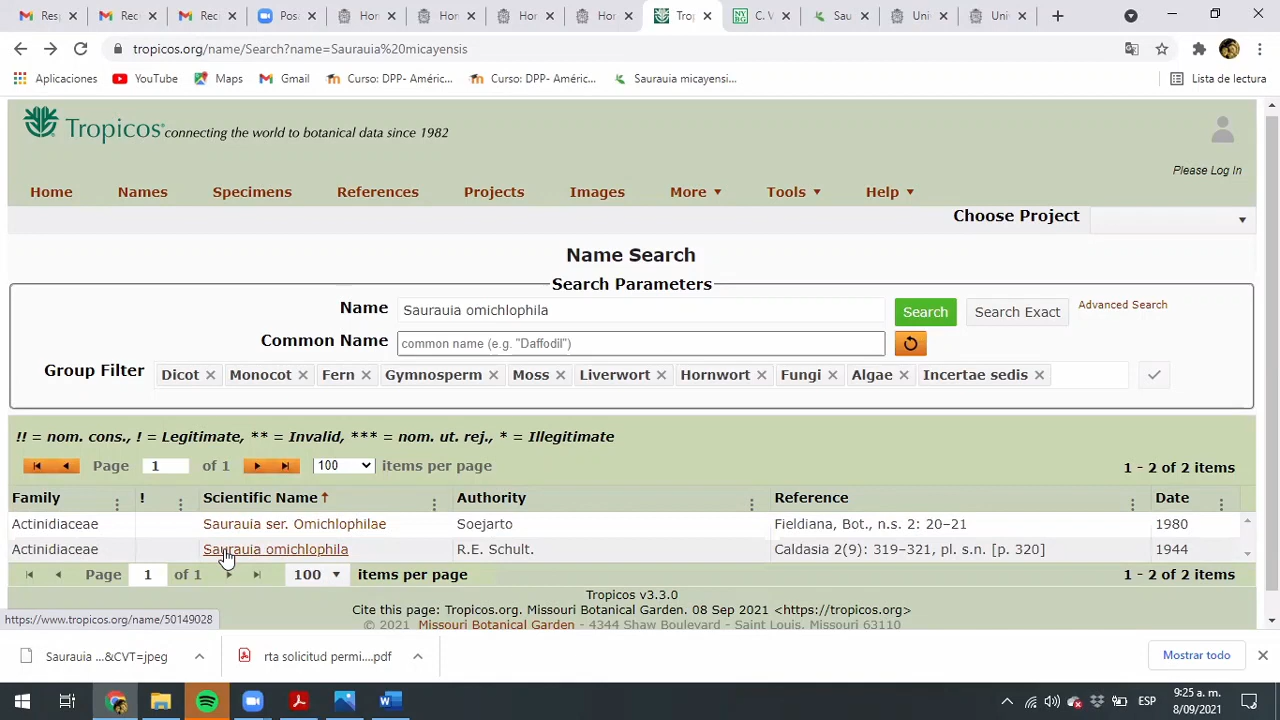 Res
Rec
Rec
Pos
Hor
Hor
Hor
Hor
Trop
C. V
Sau
Univ
Univ
tropicos.org/name/Search?name=Saurauia%20micayensis
Aplicaciones YouTube Maps Gmail Curso: DPP- Améric... Curso: DPP- Améric... Saurauia micayensi... Lista de lectura
Tropicos® connecting the world to botanical data since 1982
Please Log In
Home Names Specimens References Projects Images More Tools Help
Choose Project
Name Search
Search Parameters
Name Saurauia omichlophila Search Search Exact Advanced Search
Common Name common name (e.g. "Daffodil")
Group Filter Dicot × Monocot × Fern × Gymnosperm × Moss × Liverwort × Hornwort × Fungi × Algae × Incertae sedis ×
!! = nom. cons., ! = Legitimate, ** = Invalid, *** = nom. ut. rej., * = Illegitimate
Page 1 of 1 100 items per page 1 - 2 of 2 items
Family ! Scientific Name ↑ Authority Reference Date
Actinidiaceae Saurauia ser. Omichlophilae Soejarto Fieldiana, Bot., n.s. 2: 20–21 1980
Actinidiaceae Saurauia omichlophila R.E. Schult. Caldasia 2(9): 319–321, pl. s.n. [p. 320] 1944
Page 1 of 1 100 items per page 1 - 2 of 2 items
Tropicos v3.3.0
Cite this page: Tropicos.org. Missouri Botanical Garden. 08 Sep 2021 <https://tropicos.org>
© 2021 Missouri Botanical Garden - 4344 Shaw Boulevard - Saint Louis, Missouri 63110
https://www.tropicos.org/name/50149028
Saurauia ...&CVT=jpeg rta solicitud permi....pdf Mostrar todo
ESP
9:25 a. m.
8/09/2021